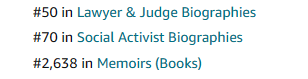 #50 in Lawyer & Judge Biographies
#70 in Social Activist Biographies
#2,638 in Memoirs (Books)